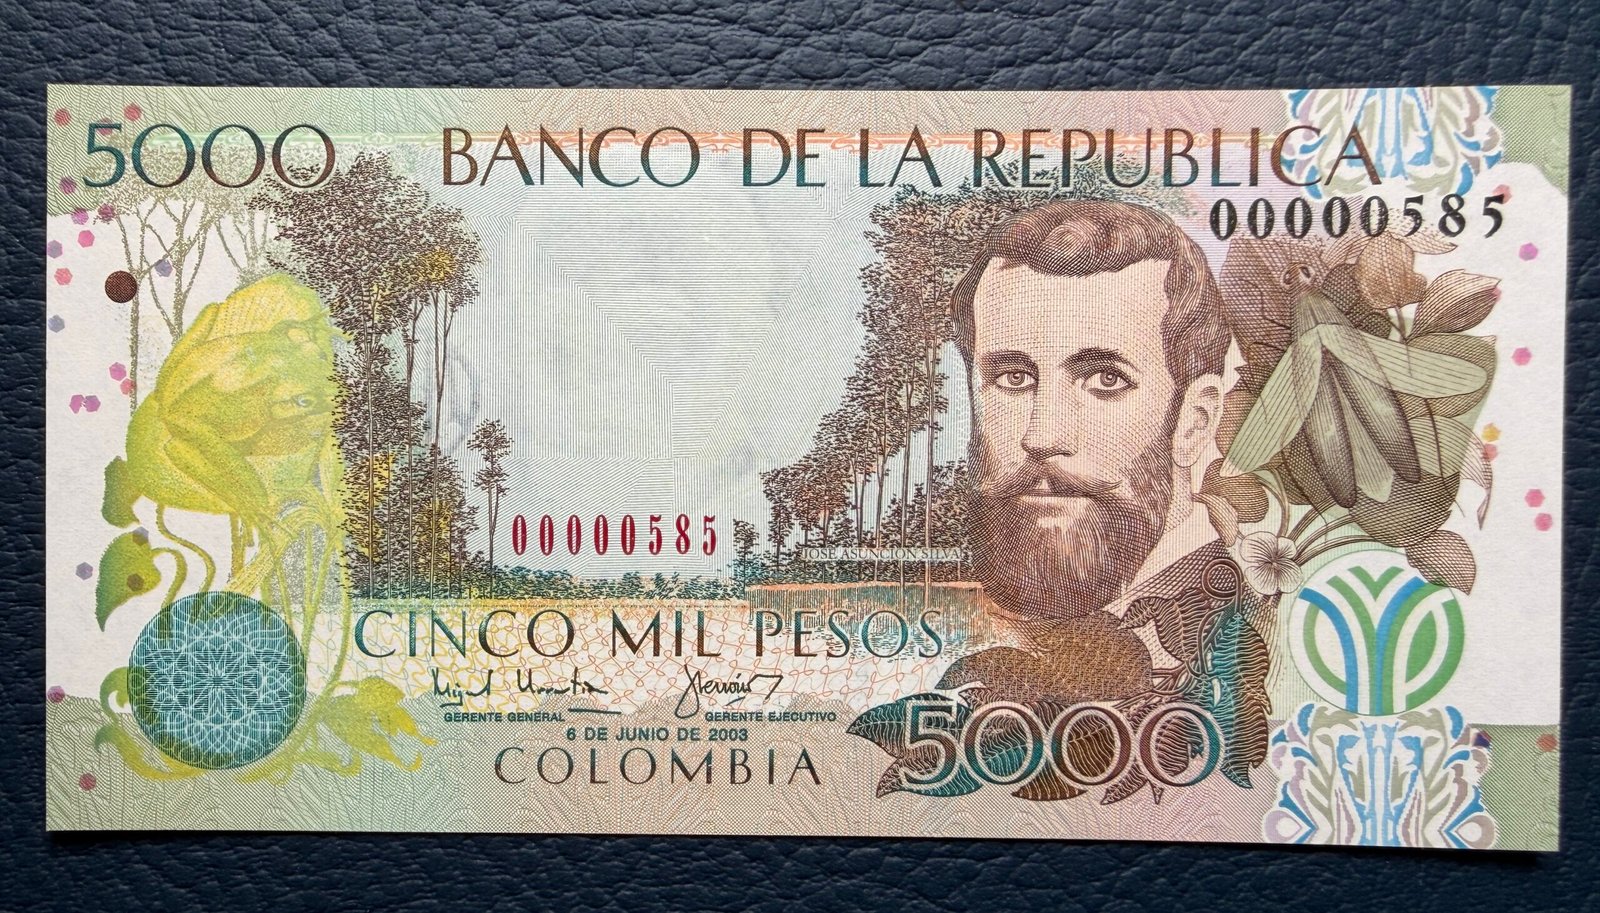 5000 BANCO DE LA REPUBLICA
00000585
00000585
JOSE ASUNCION SILVA
CINCO MIL PESOS
GERENTE GENERAL GERENTE EJECUTIVO
6 DE JUNIO DE 2003
COLOMBIA
5000